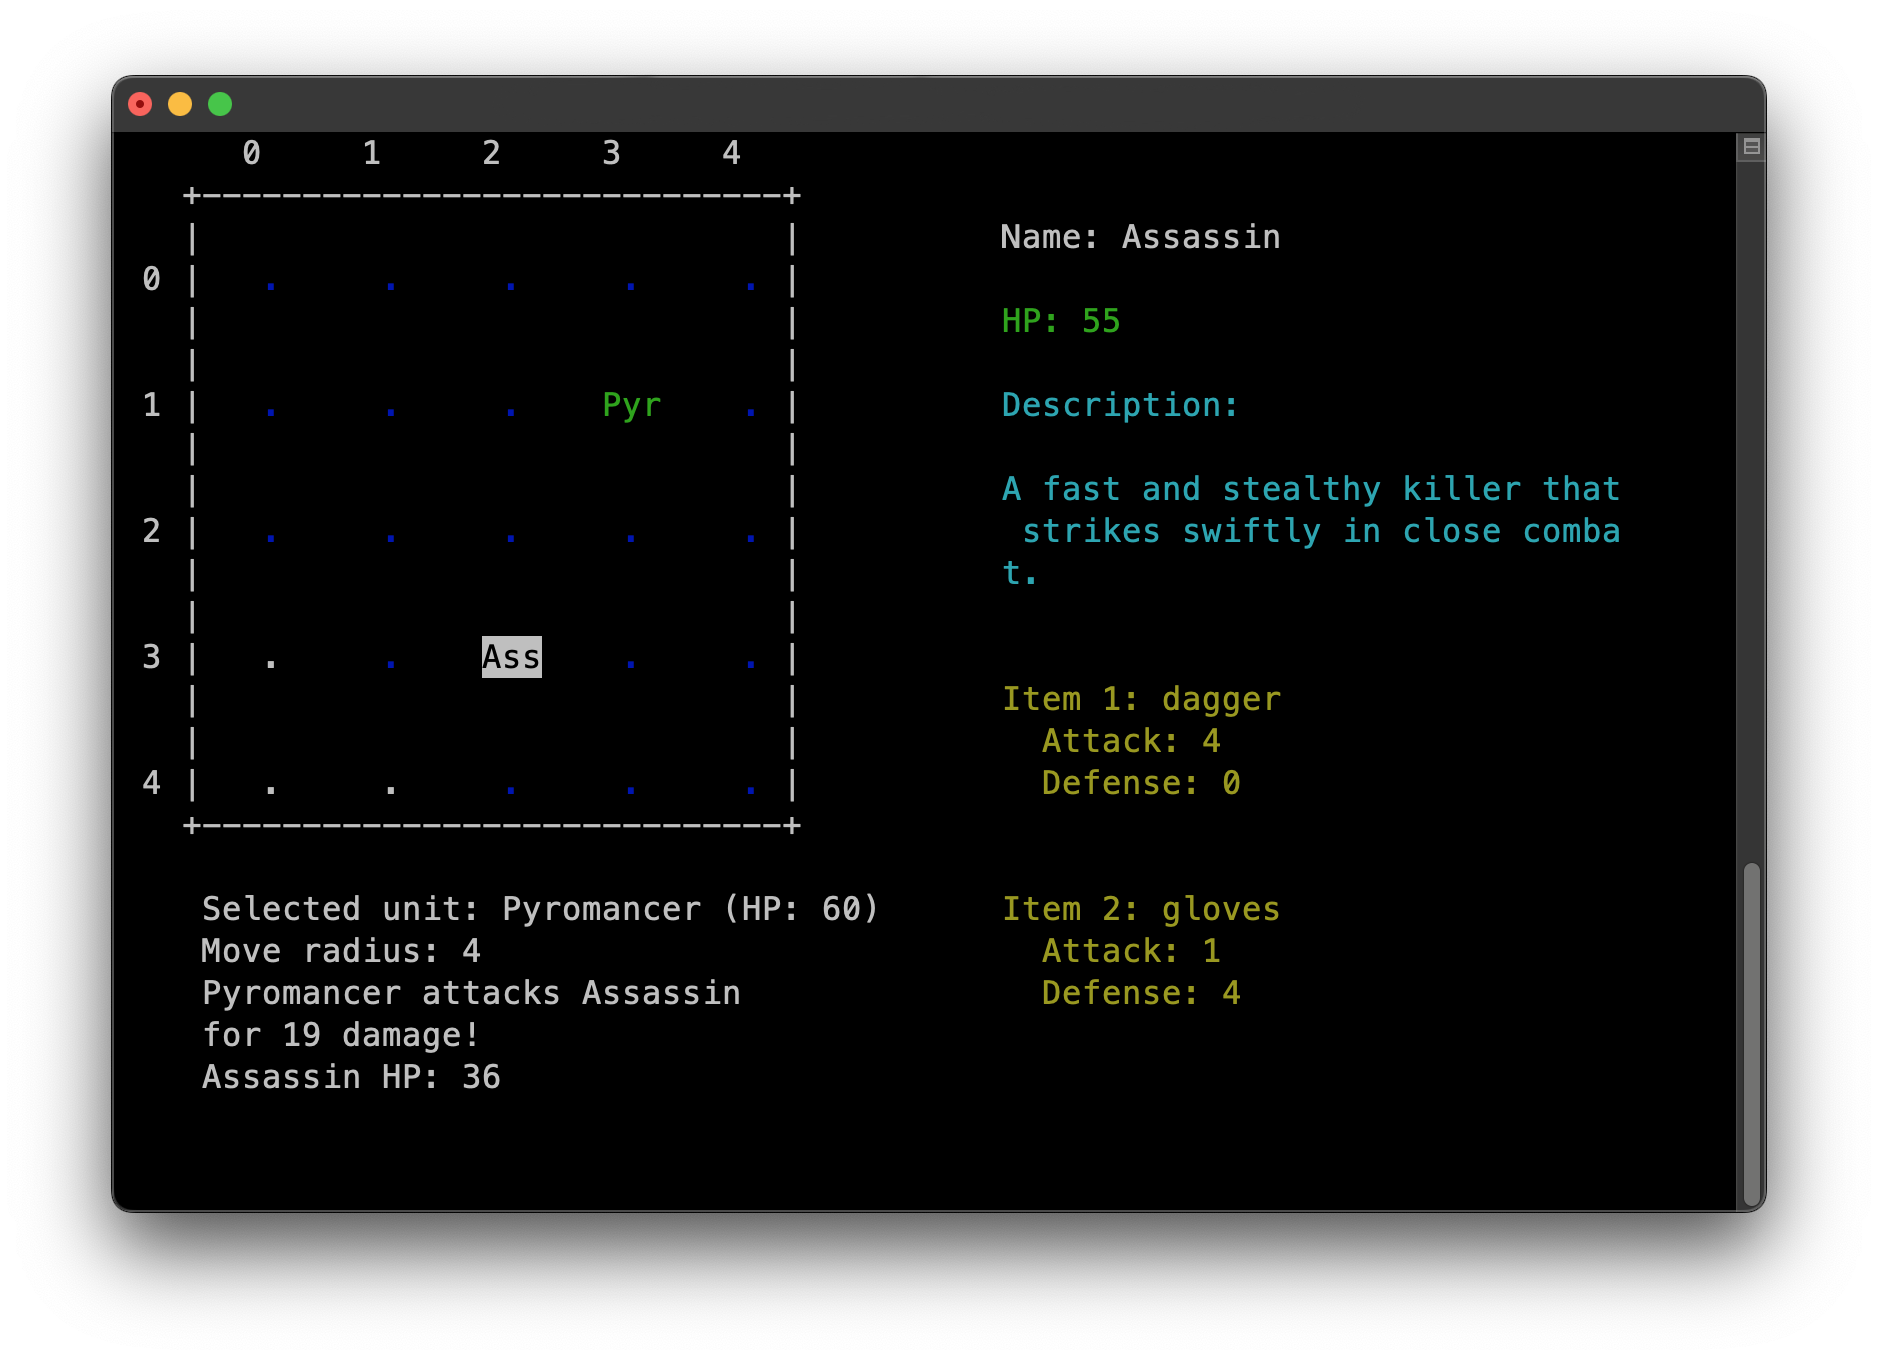 0 1 2 3 4
+-----------------------------+
| |
0 | . . . . . |
| |
| |
1 | . . . Pyr . |
| |
| |
2 | . . . . . |
| |
| |
3 | . . Ass . . |
| |
| |
4 | . . . . . |
+-----------------------------+
Selected unit: Pyromancer (HP: 60)
Move radius: 4
Pyromancer attacks Assassin
for 19 damage!
Assassin HP: 36
Name: Assassin
HP: 55
Description:
A fast and stealthy killer that
strikes swiftly in close comba
t.
Item 1: dagger
Attack: 4
Defense: 0
Item 2: gloves
Attack: 1
Defense: 4